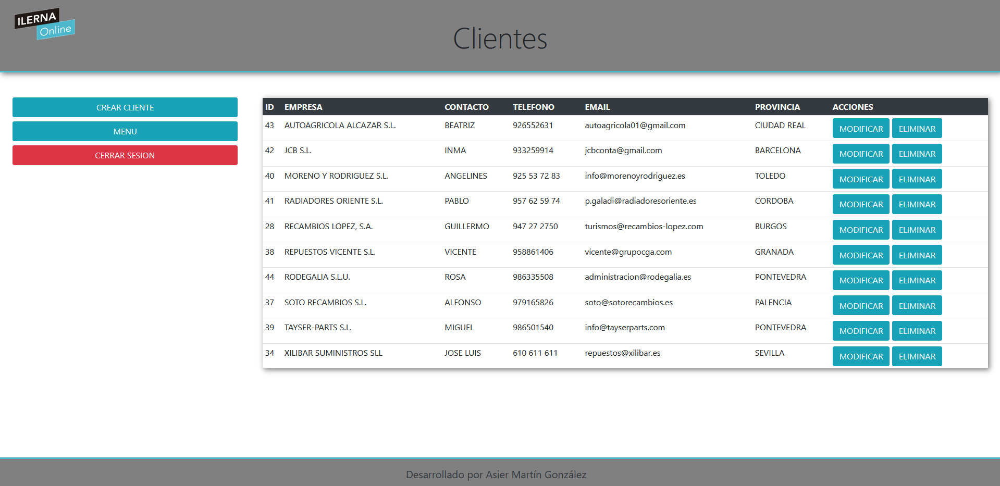 ILERNA
Online
Clientes
CREAR CLIENTE
MENU
CERRAR SESION
ID EMPRESA CONTACTO TELEFONO EMAIL PROVINCIA ACCIONES
43 AUTOAGRICOLA ALCAZAR S.L. BEATRIZ 926552631 autoagricola01@gmail.com CIUDAD REAL MODIFICAR ELIMINAR
42 JCB S.L. INMA 933259914 jcbconta@gmail.com BARCELONA MODIFICAR ELIMINAR
40 MORENO Y RODRIGUEZ S.L. ANGELINES 925 53 72 83 info@morenoyrodriguez.es TOLEDO MODIFICAR ELIMINAR
41 RADIADORES ORIENTE S.L. PABLO 957 62 59 74 p.galadi@radiadoresoriente.es CORDOBA MODIFICAR ELIMINAR
28 RECAMBIOS LOPEZ, S.A. GUILLERMO 947 27 2750 turismos@recambios-lopez.com BURGOS MODIFICAR ELIMINAR
38 REPUESTOS VICENTE S.L. VICENTE 958861406 vicente@grupocga.com GRANADA MODIFICAR ELIMINAR
44 RODEGALIA S.L.U. ROSA 986335508 administracion@rodegalia.es PONTEVEDRA MODIFICAR ELIMINAR
37 SOTO RECAMBIOS S.L. ALFONSO 979165826 soto@sotorecambios.es PALENCIA MODIFICAR ELIMINAR
39 TAYSER-PARTS S.L. MIGUEL 986501540 info@tayserparts.com PONTEVEDRA MODIFICAR ELIMINAR
34 XILIBAR SUMINISTROS SLL JOSE LUIS 610 611 611 repuestos@xilibar.es SEVILLA MODIFICAR ELIMINAR
Desarrollado por Asier Martín González